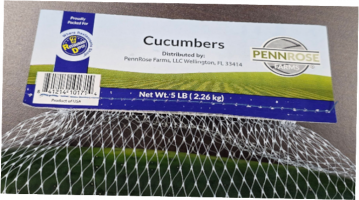 Proudly
Packed For
Cucumbers
Distributed by:
PennRose Farms, LLC Wellington, FL 33414
PENNROSE
FARMS
Product of USA
Net Wt. 5 LB (2.26 kg)